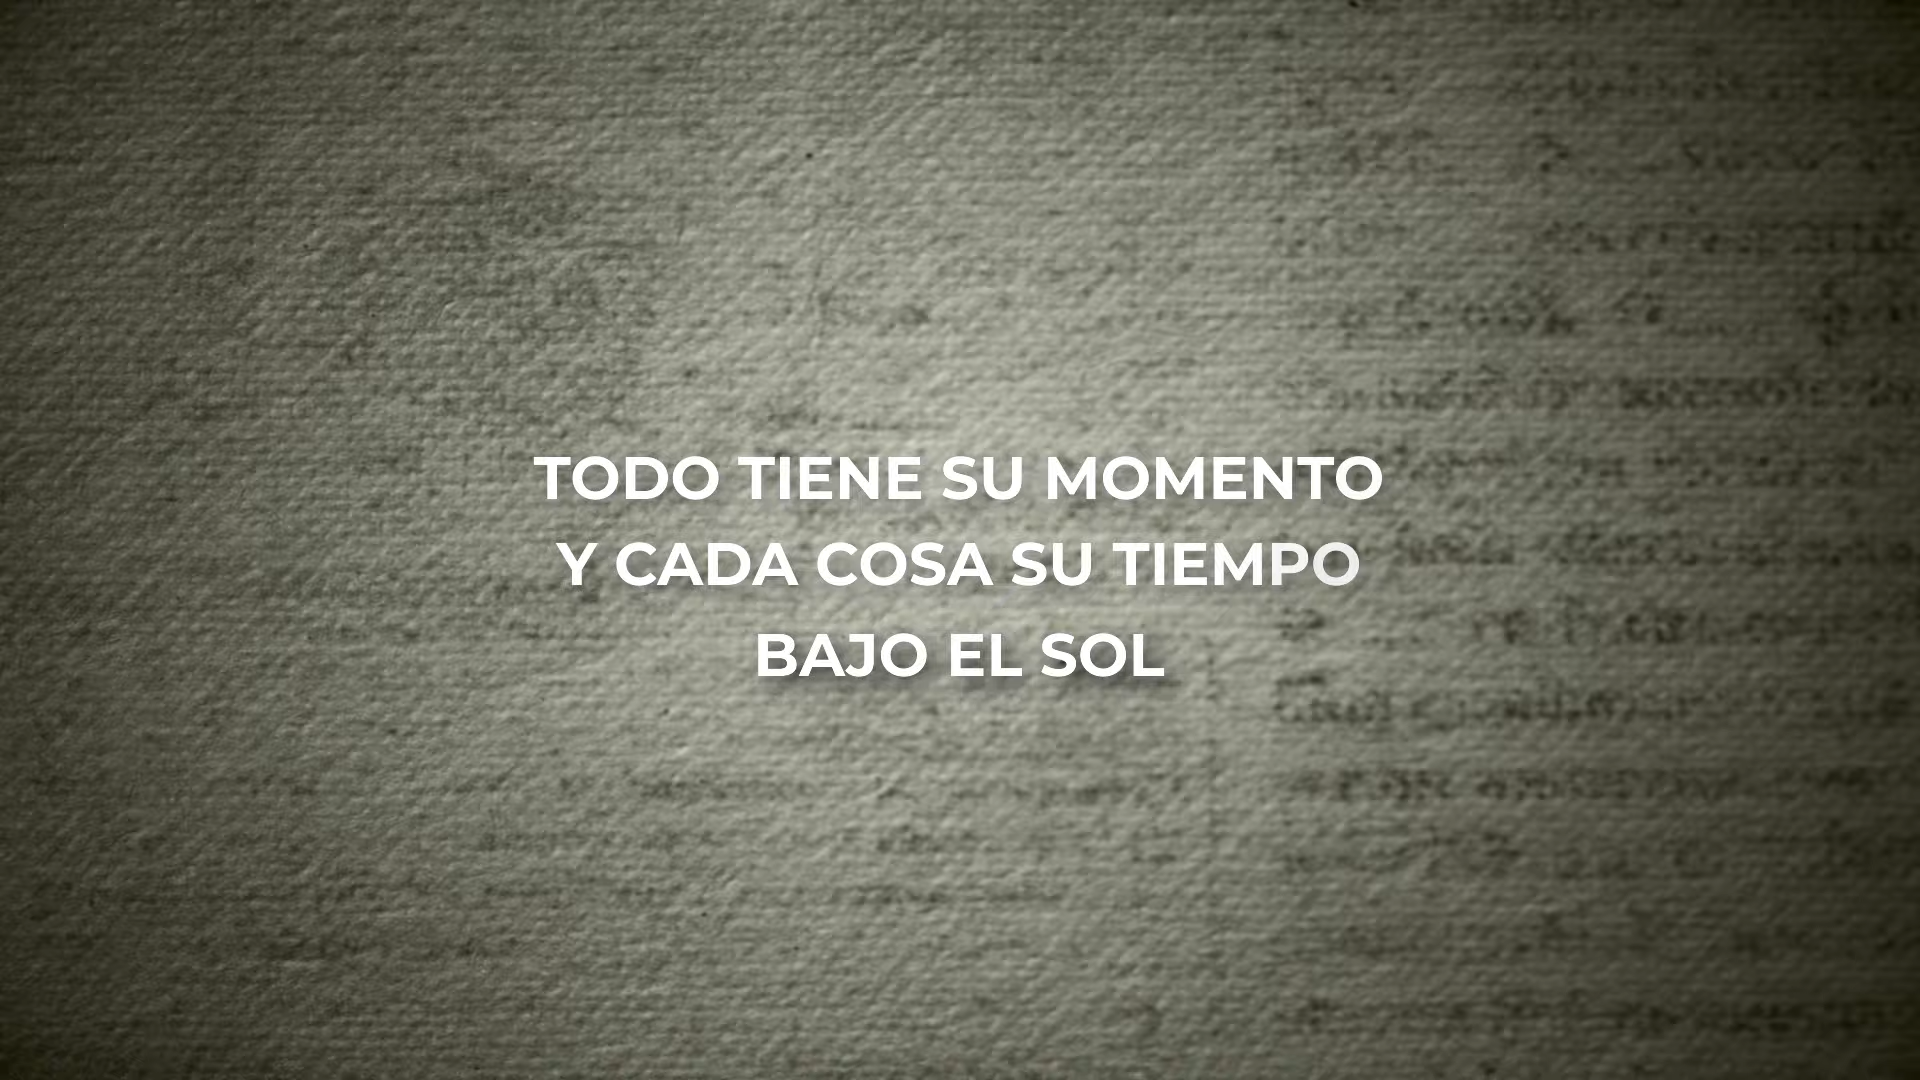 TODO TIENE SU MOMENTO
Y CADA COSA SU TIEMPO
BAJO EL SOL